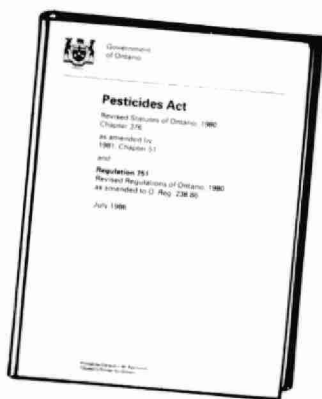 Government
of Ontario
Pesticides Act
Revised Statutes of Ontario, 1980
Chapter 376
as amended by
1981, Chapter 51
and
Regulation 751
Revised Regulations of Ontario, 1980
as amended to O. Reg. 238/86
July 1986